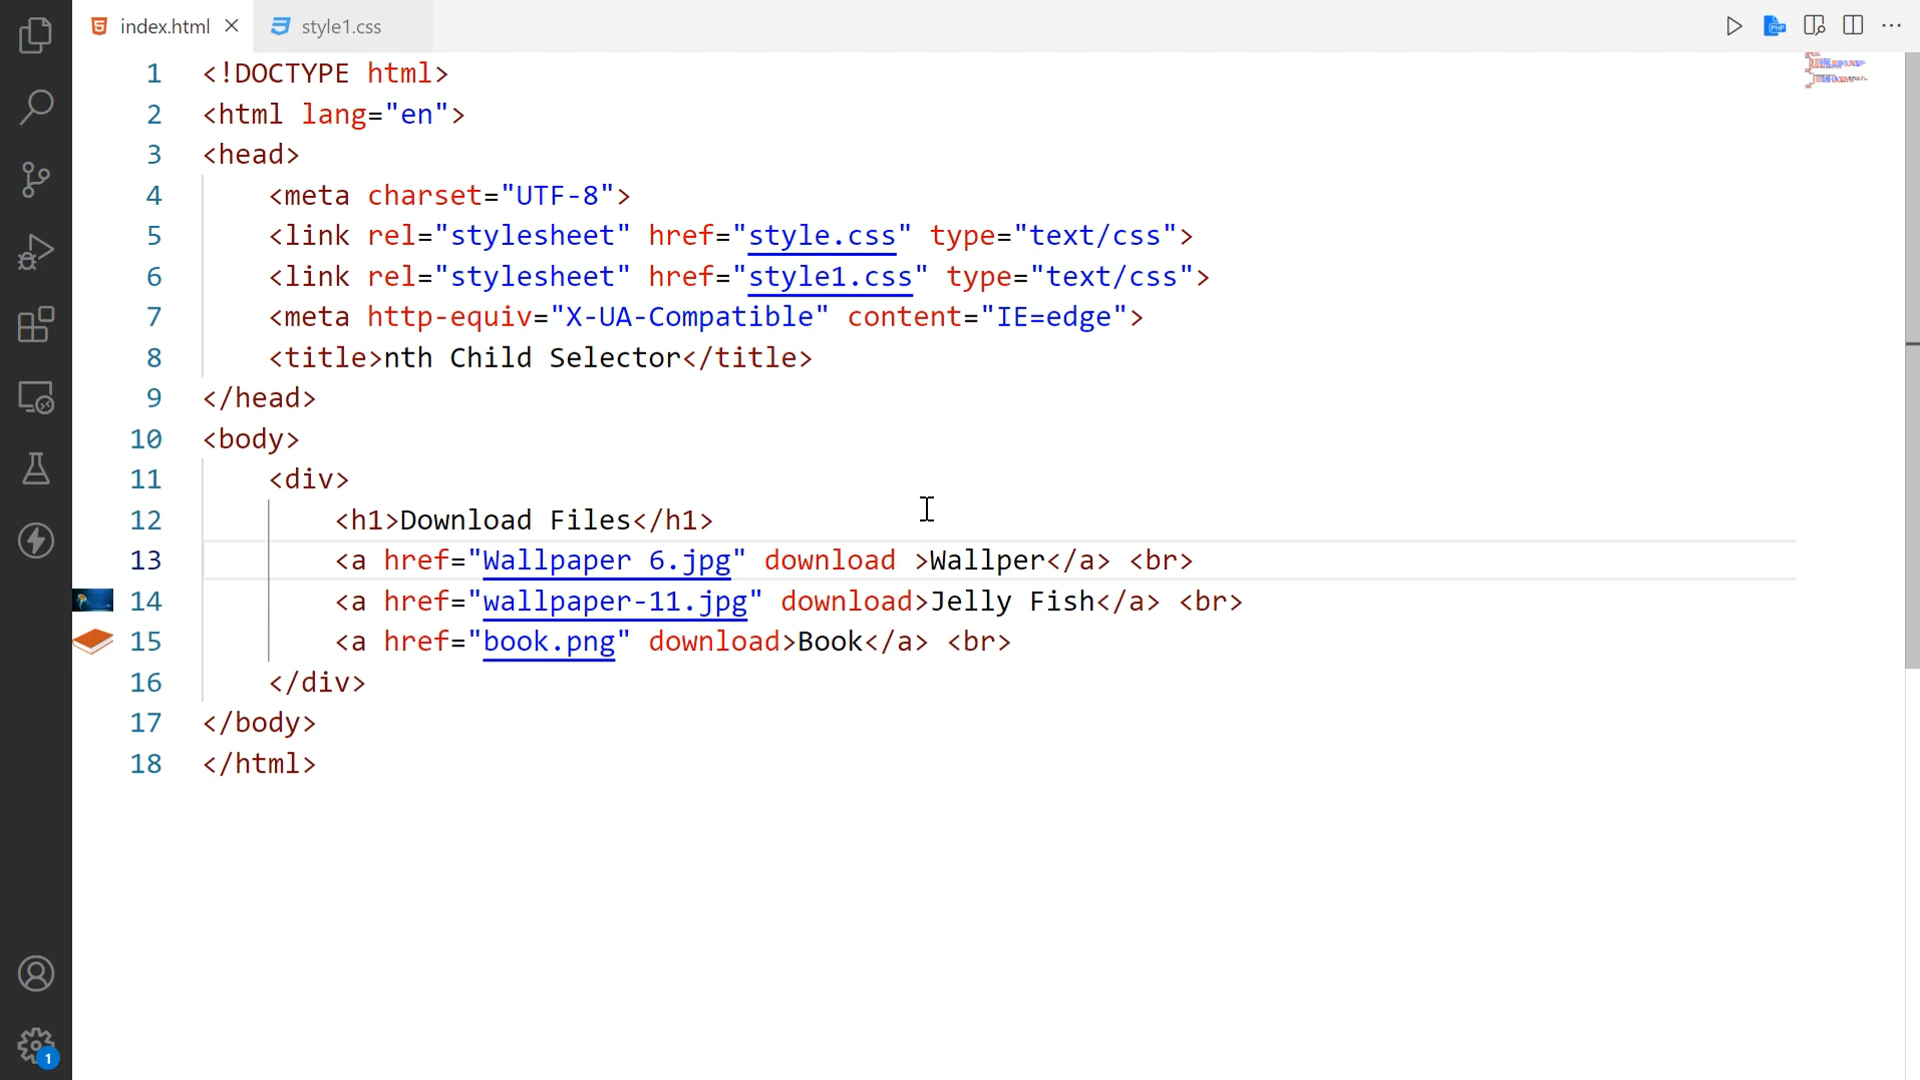 index.html
style1.css
1 <!DOCTYPE html>
2 <html lang="en">
3 <head>
4 <meta charset="UTF-8">
5 <link rel="stylesheet" href="style.css" type="text/css">
6 <link rel="stylesheet" href="style1.css" type="text/css">
7 <meta http-equiv="X-UA-Compatible" content="IE=edge">
8 <title>nth Child Selector</title>
9 </head>
10 <body>
11 <div>
12 <h1>Download Files</h1>
13 <a href="Wallpaper 6.jpg" download >Wallper</a> <br>
14 <a href="wallpaper-11.jpg" download>Jelly Fish</a> <br>
15 <a href="book.png" download>Book</a> <br>
16 </div>
17 </body>
18 </html>
1